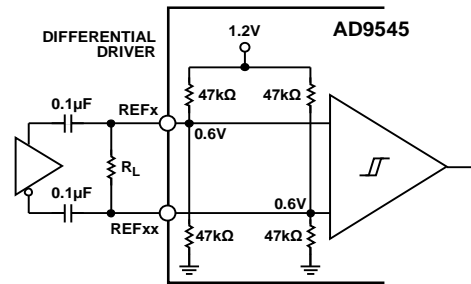 DIFFERENTIAL
DRIVER
1.2V
AD9545
0.1µF
REFx
47kΩ
47kΩ
0.6V
RL
0.1µF
REFxx
0.6V
47kΩ
47kΩ